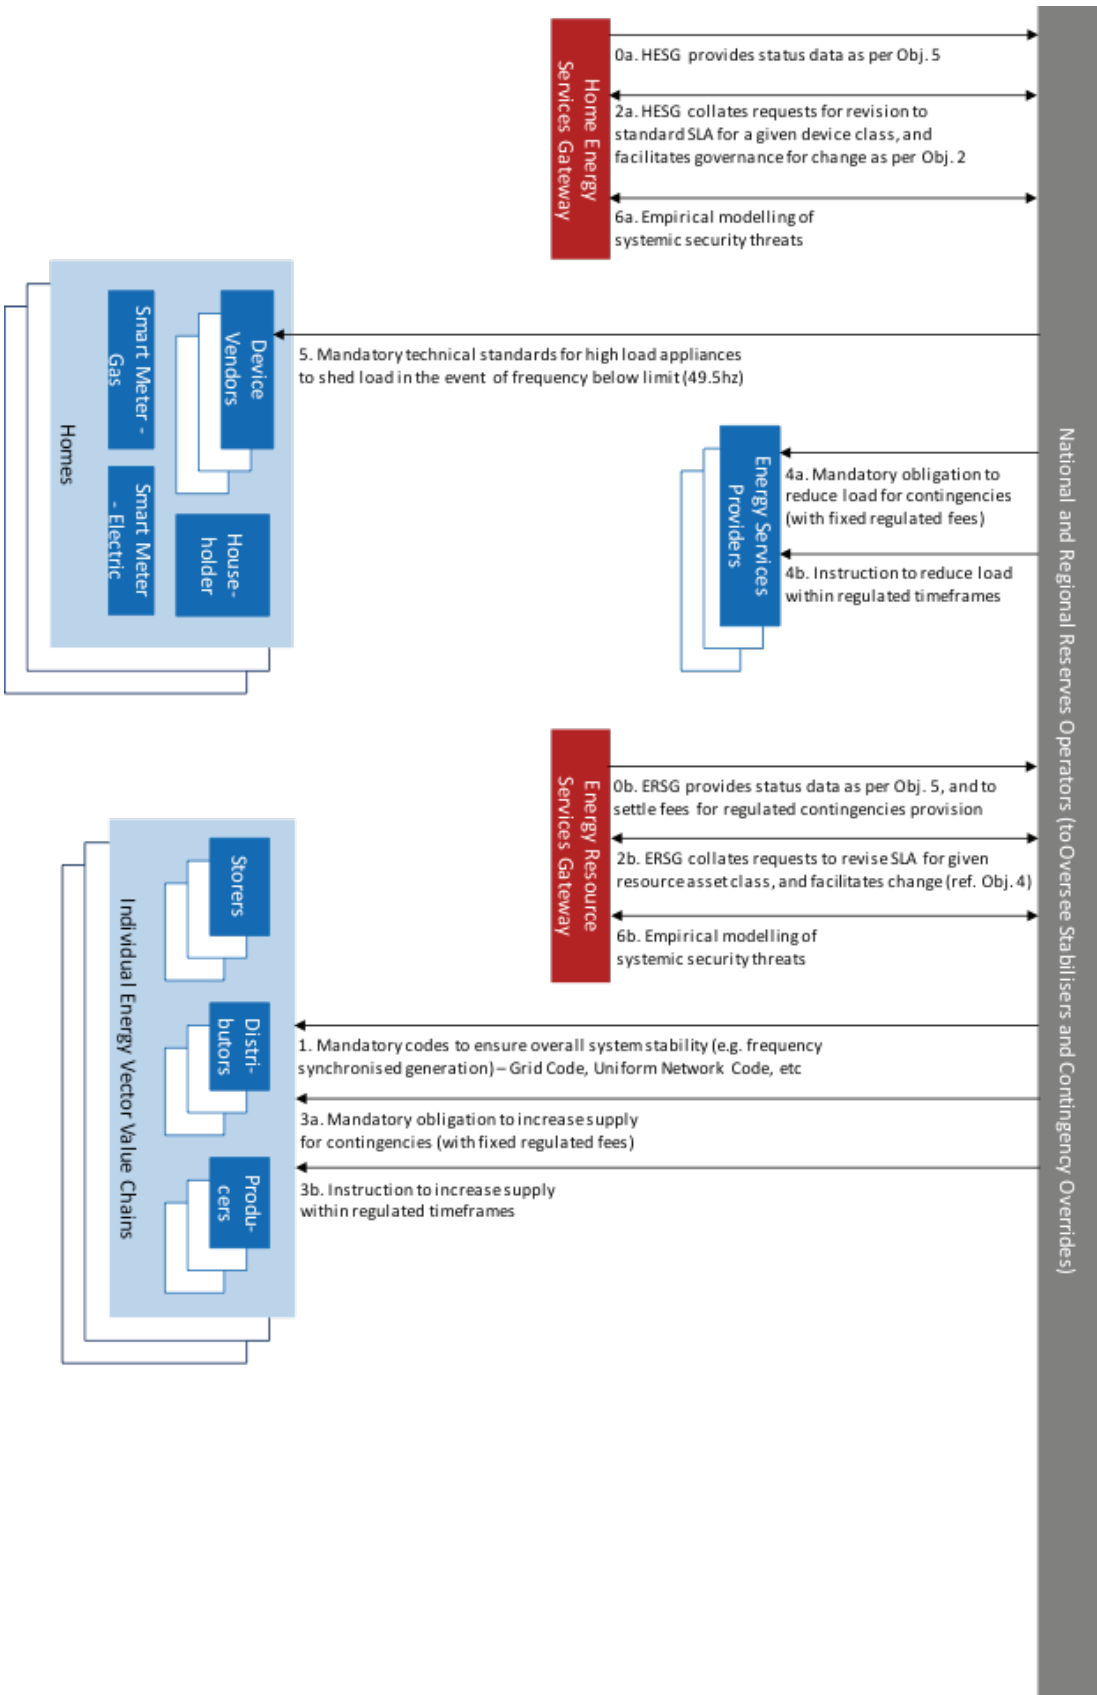 0a. HESG provides status data as per Obj. 5
Home Energy
Services Gateway
2a. HESG collates requests for revision to
standard SLA for a given device class, and
facilitates governance for change as per Obj. 2
6a. Empirical modelling of
systemic security threats
5. Mandatory technical standards for high load appliances
to shed load in the event of frequency below limit (49.5hz)
Device
Vendors
Smart Meter -
Gas
House-
holder
Smart Meter
- Electric
Homes
4a. Mandatory obligation to
reduce load for contingencies
(with fixed regulated fees)
Energy Services
Providers
4b. Instruction to reduce load
within regulated timeframes
National and Regional Reserves Operators (to Oversee Stabilisers and Contingency Overrides)
0b. ERSG provides status data as per Obj. 5, and to
settle fees for regulated contingencies provision
Energy Resource
Services Gateway
2b. ERSG collates requests to revise SLA for given
resource asset class, and facilitates change (ref. Obj. 4)
6b. Empirical modelling of
systemic security threats
Storers
Distri-
butors
Produ-
cers
Individual Energy Vector Value Chains
1. Mandatory codes to ensure overall system stability (e.g. frequency
synchronised generation) – Grid Code, Uniform Network Code, etc
3a. Mandatory obligation to increase supply
for contingencies (with fixed regulated fees)
3b. Instruction to increase supply
within regulated timeframes